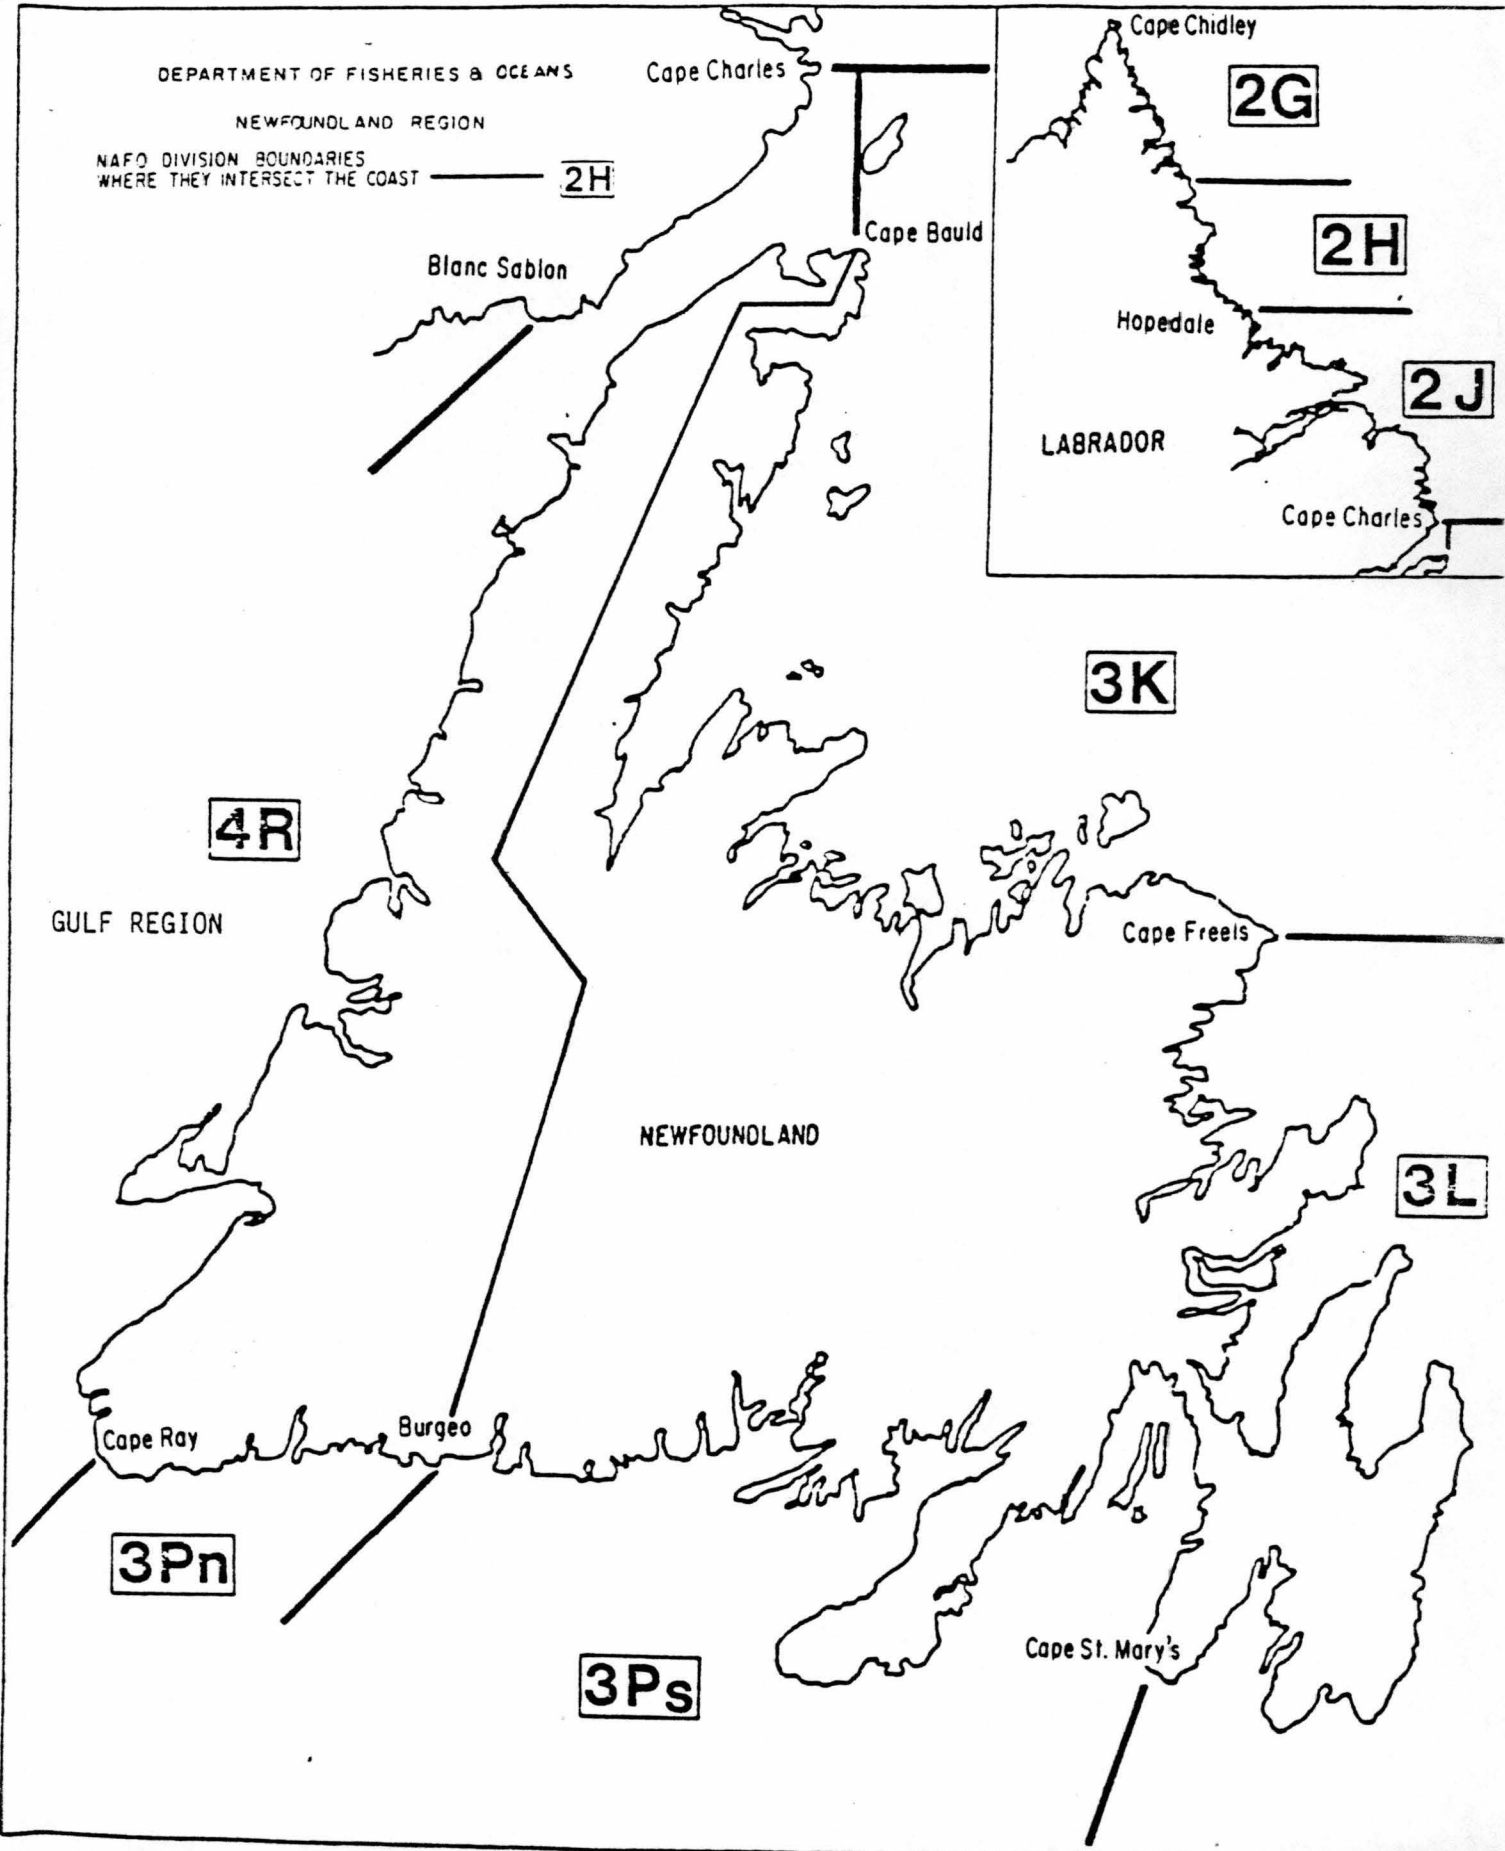 DEPARTMENT OF FISHERIES & OCEANS
NEWFOUNDLAND REGION
NAFO DIVISION BOUNDARIES
WHERE THEY INTERSECT THE COAST
2H
Cape Charles
Cape Bauld
Blanc Sablon
Cape Chidley
2G
2H
Hopedale
2J
LABRADOR
Cape Charles
3K
4R
GULF REGION
Cape Freels
NEWFOUNDLAND
3L
Cape Ray
Burgeo
3Pn
3Ps
Cape St. Mary's